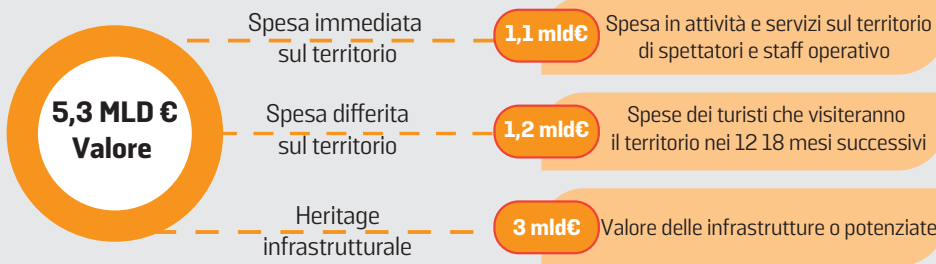 5,3 MLD €
Valore
Spesa immediata
sul territorio
1,1 mld€
Spesa in attività e servizi sul territorio
di spettatori e staff operativo
Spesa differita
sul territorio
1,2 mld€
Spese dei turisti che visiteranno
il territorio nei 12 18 mesi successivi
Heritage
infrastrutturale
3 mld€
Valore delle infrastrutture o potenziate